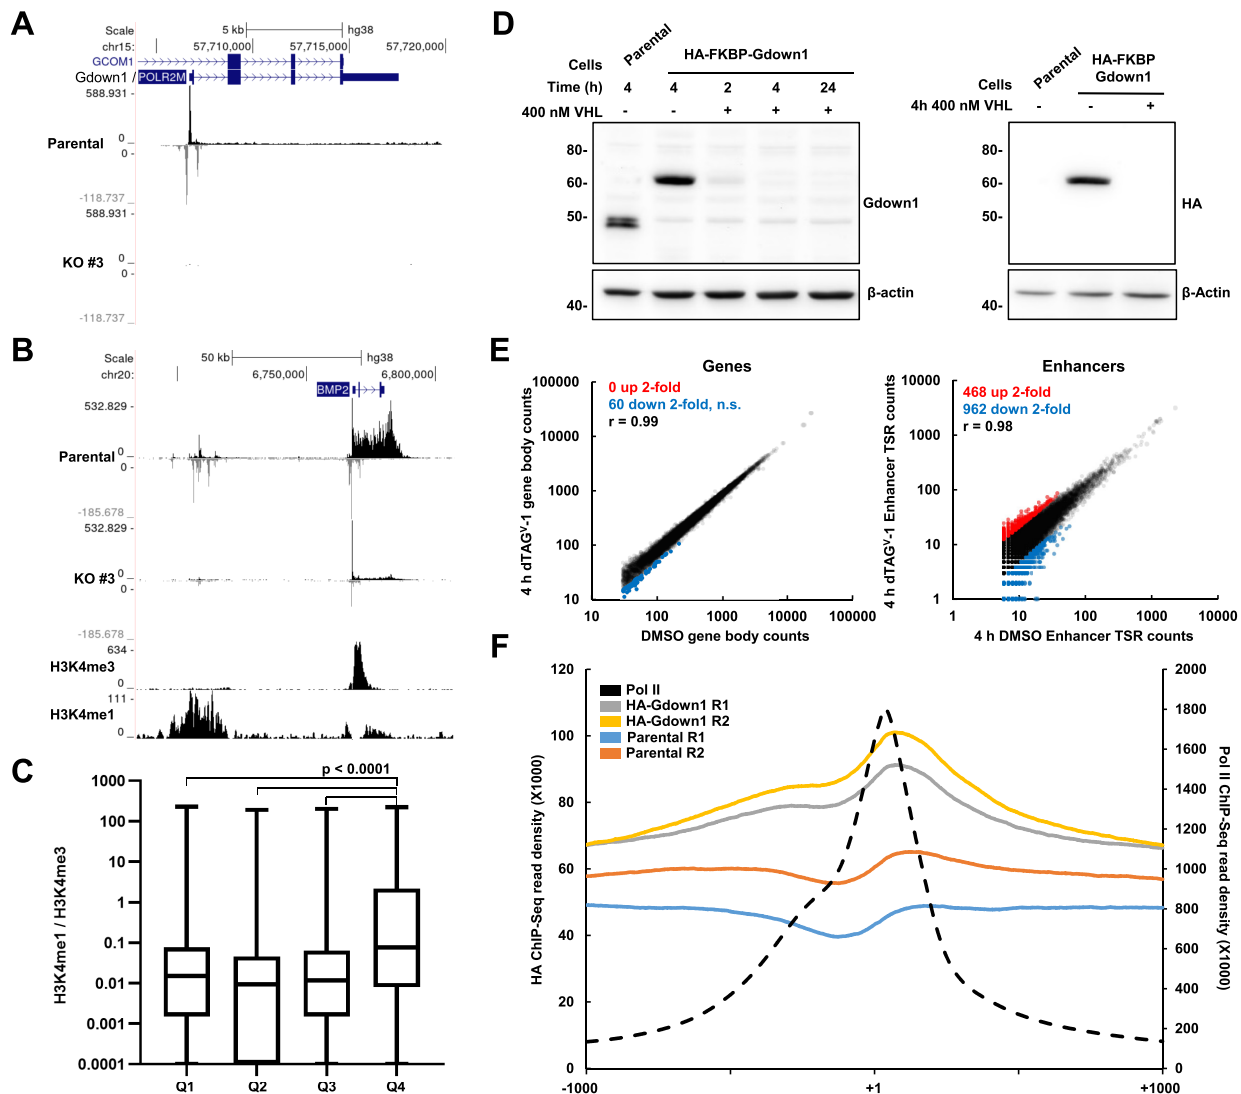 A
Scale
5 kb
hg38
chr15:
57,710,000
57,715,000
57,720,000
GCOM1
Gdown1 /
POLR2M
588.931
Parental
0
0
-118.737
588.931
KO #3
0
0
-118.737
B
Scale
50 kb
hg38
chr20:
6,750,000
6,800,000
BMP2
532.829
Parental
0
0
-185.678
532.829
KO #3
0
0
-185.678
634
H3K4me3
0
111
H3K4me1
0
C
p < 0.0001
H3K4me1 / H3K4me3
1000
100
10
1
0.1
0.01
0.001
0.0001
Q1 Q2 Q3 Q4
D
Cells
Parental
HA-FKBP-Gdown1
Time (h) 4 4 2 4 24
400 nM VHL - - + + +
80-
60-
50-
Gdown1
40-
β-actin
Cells
Parental
HA-FKBP
Gdown1
4h 400 nM VHL - - +
80-
60-
50-
HA
40-
β-Actin
E
Genes
0 up 2-fold
60 down 2-fold, n.s.
r = 0.99
4 h dTAGV-1 gene body counts
100000
10000
1000
100
10
10 100 1000 10000 100000
DMSO gene body counts
Enhancers
468 up 2-fold
962 down 2-fold
r = 0.98
4 h dTAGV-1 Enhancer TSR counts
10000
1000
100
10
1
1 10 100 1000 10000
4 h DMSO Enhancer TSR counts
F
HA ChIP-Seq read density (X1000)
120
100
80
60
40
20
0
Pol II
HA-Gdown1 R1
HA-Gdown1 R2
Parental R1
Parental R2
2000
1800
1600
1400
1200
1000
800
600
400
200
0
Pol II ChIP-Seq read density (X1000)
-1000 +1 +1000